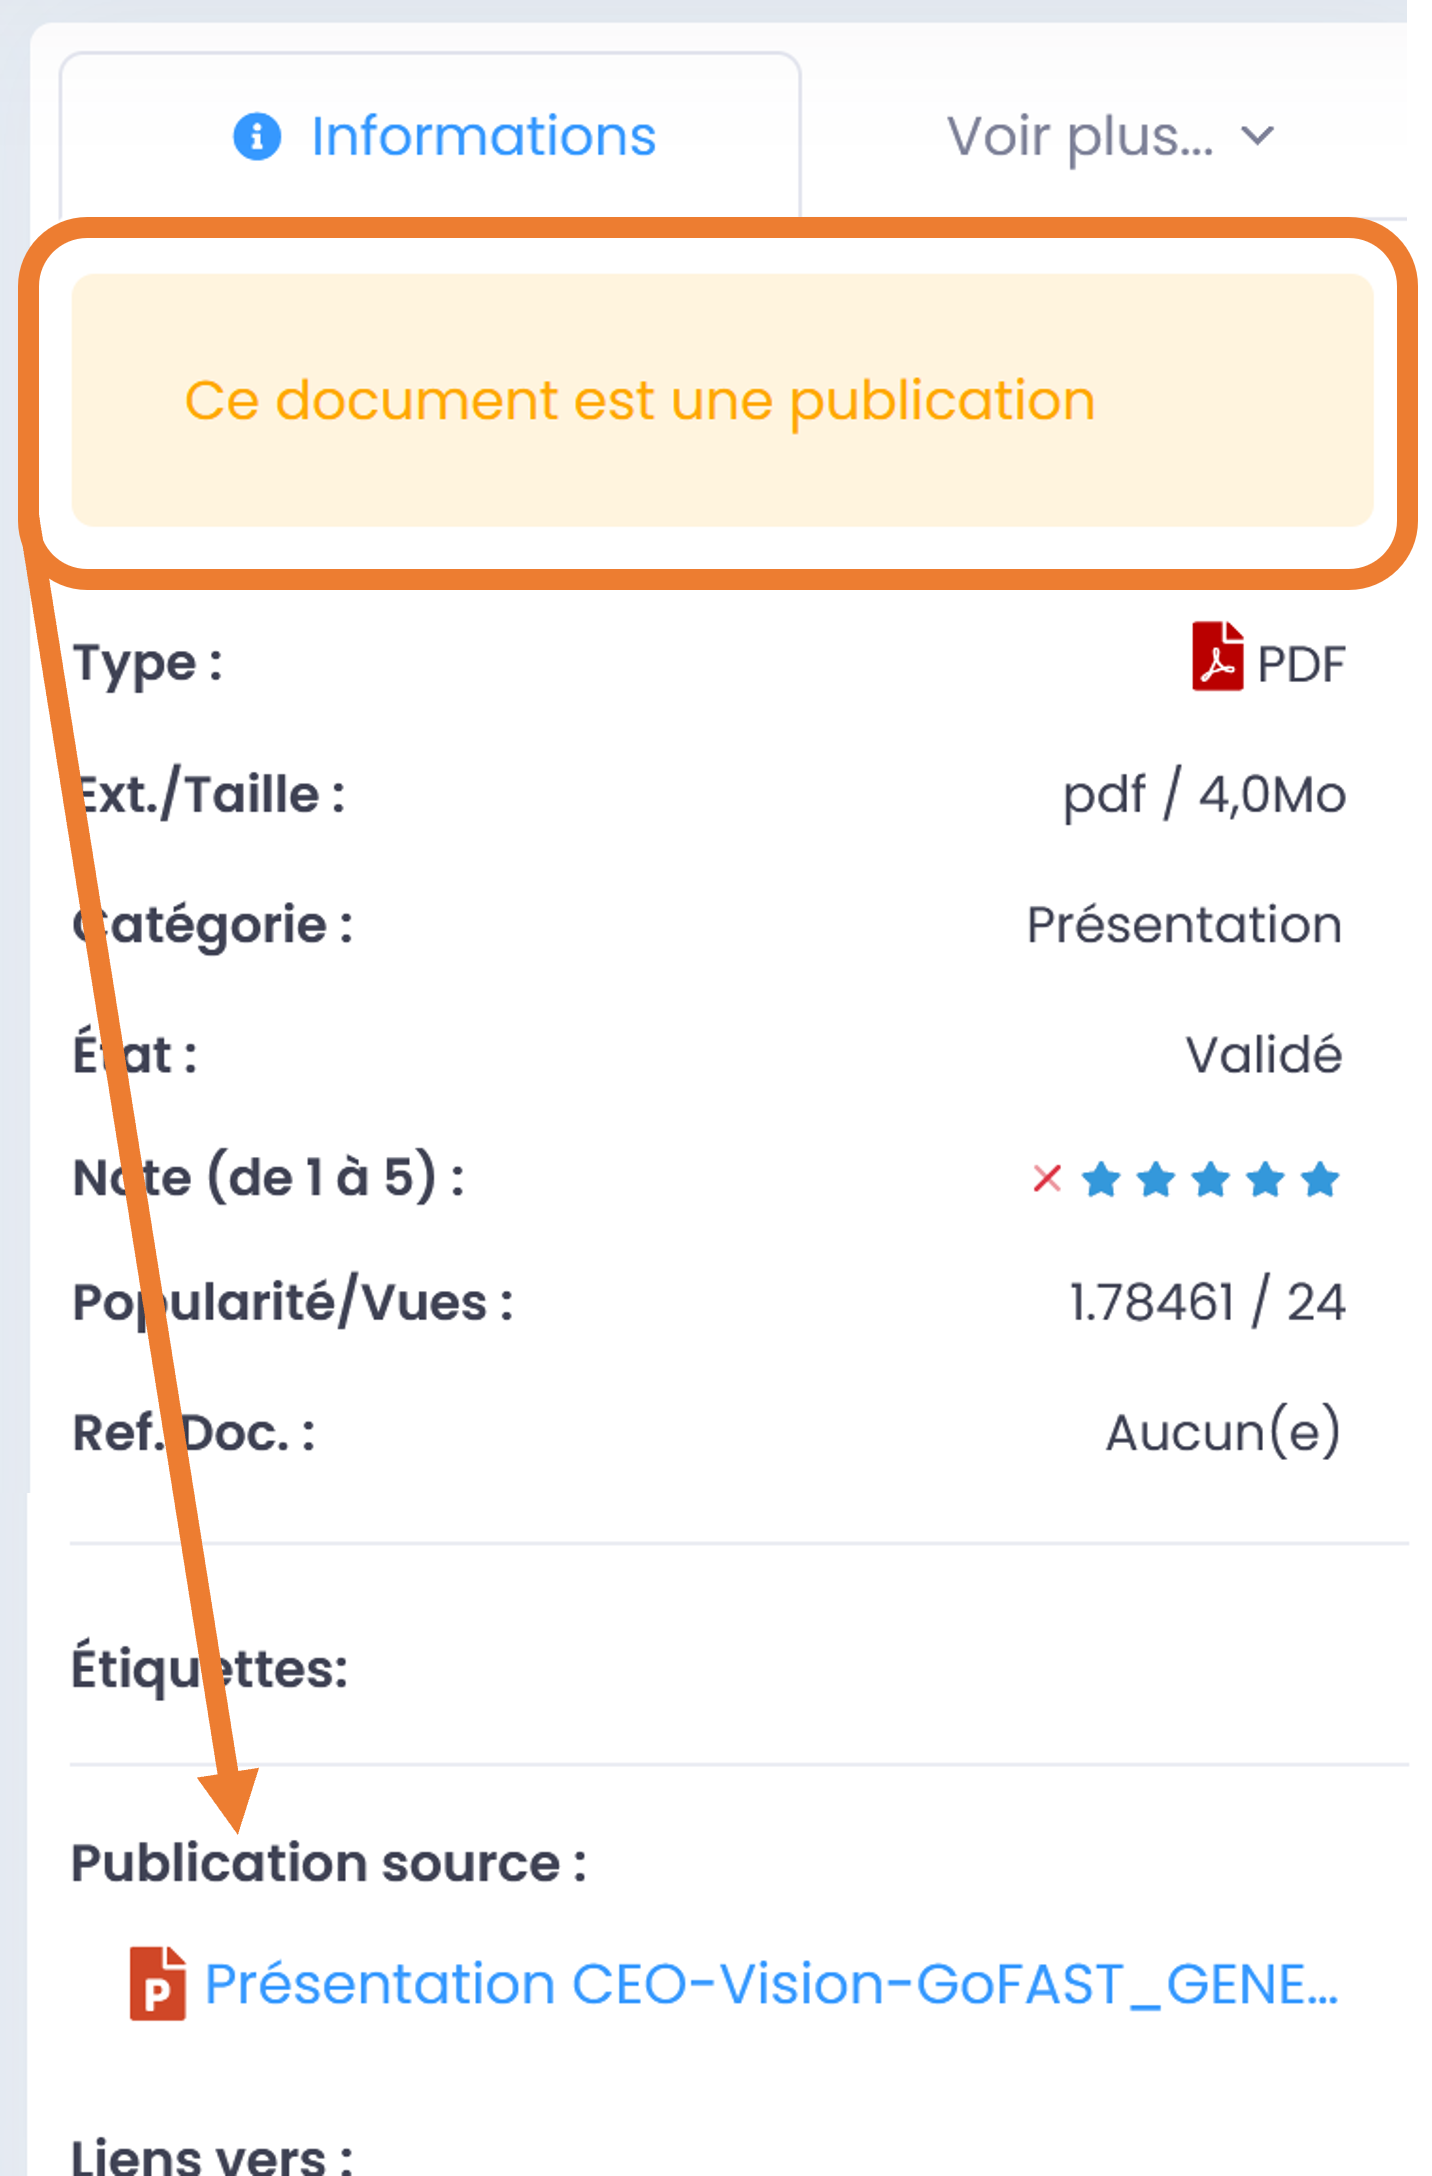 Informations
Voir plus...
Ce document est une publication
Type : PDF
Ext./Taille : pdf / 4,0Mo
Catégorie : Présentation
État : Validé
Note (de 1 à 5) :
Popularité/Vues : 1.78461 / 24
Ref. Doc. : Aucun(e)
Étiquettes:
Publication source :
Présentation CEO-Vision-GoFAST_GENE...
Liens vers :